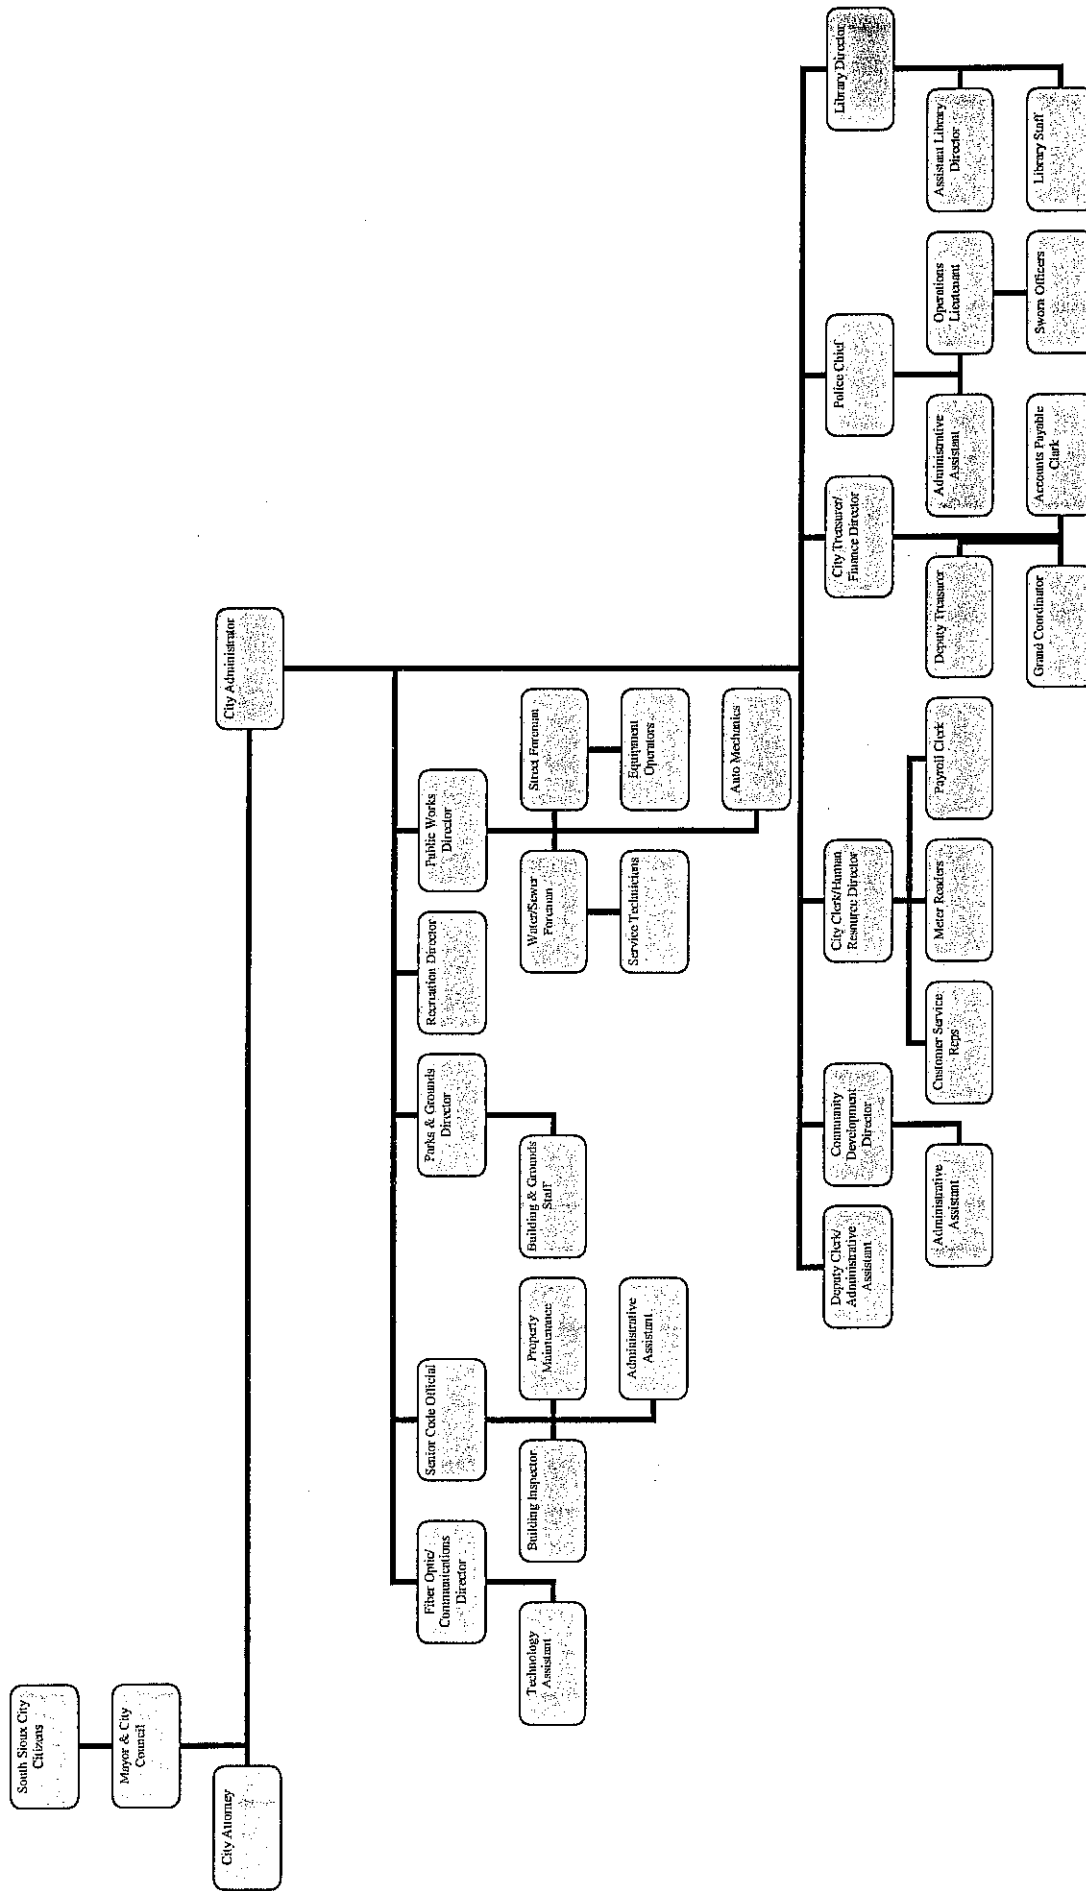 South Sioux City
Citizens
Mayor & City
Council
City Attorney
City Administrator
Fiber Optic/
Communications
Director
Senior Code Official
Parks & Grounds
Director
Recreation Director
Public Works
Director
Technology
Assistant
Building Inspector
Property
Maintenance
Building & Grounds
Staff
Water/Sewer
Foreman
Street Foreman
Administrative
Assistant
Service Technicians
Equipment
Operators
Auto Mechanics
Deputy Clerk/
Administrative
Assistant
Community
Development
Director
City Clerk/Human
Resource Director
City Treasurer/
Finance Director
Police Chief
Library Director
Administrative
Assistant
Customer Service
Reps
Meter Readers
Payroll Clerk
Deputy Treasurer
Administrative
Assistant
Operations
Lieutenant
Assistant Library
Director
Grand Coordinator
Accounts Payable
Clark
Sworn Officers
Library Staff